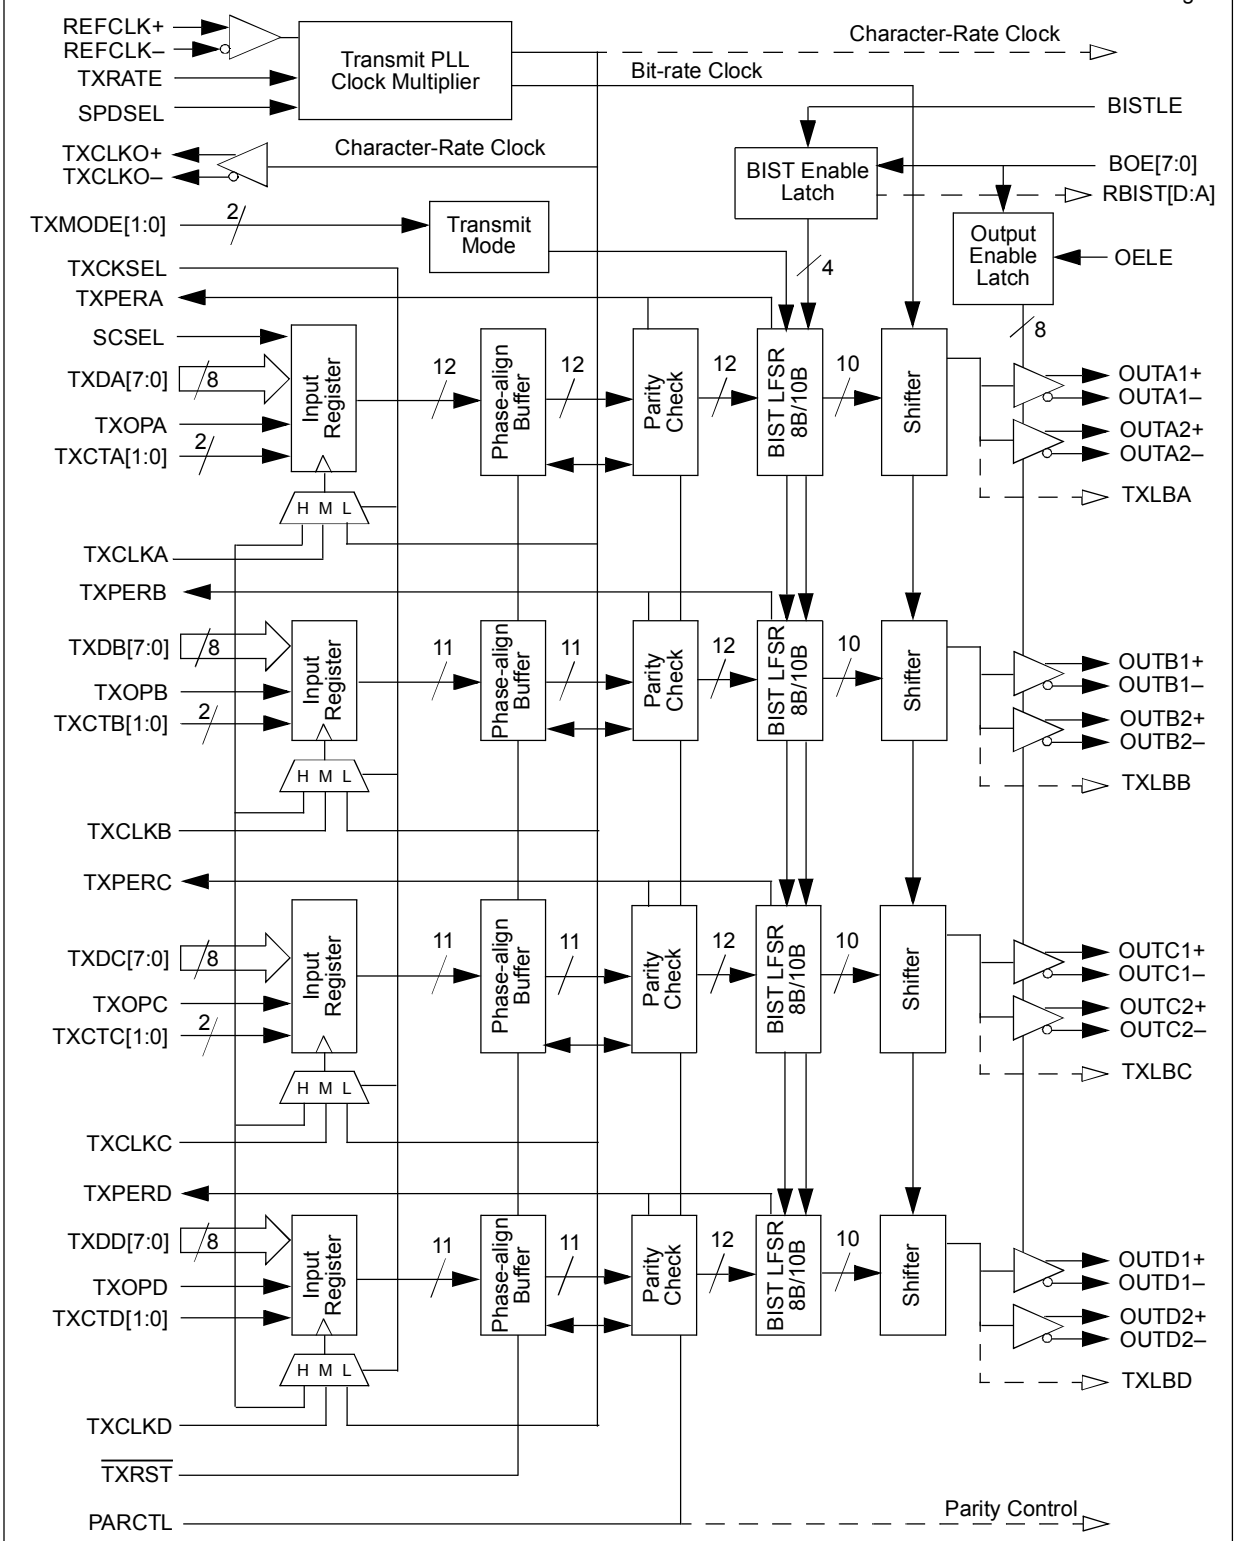 REFCLK+
REFCLK–
TXRATE
SPDSEL
Transmit PLL
Clock Multiplier
Character-Rate Clock
Bit-rate Clock
BISTLE
TXCLKO+
TXCLKO–
Character-Rate Clock
BIST Enable
Latch
BOE[7:0]
RBIST[D:A]
TXMODE[1:0]
2
Transmit
Mode
Output
Enable
Latch
OELE
TXCKSEL
4
TXPERA
8
SCSEL
TXDA[7:0]
8
TXOPA
TXCTA[1:0]
2
Input
Register
12
Phase-align
Buffer
12
Parity
Check
12
BIST LFSR
8B/10B
10
Shifter
OUTA1+
OUTA1–
OUTA2+
OUTA2–
TXLBA
H M L
TXCLKA
TXPERB
TXDB[7:0]
8
TXOPB
TXCTB[1:0]
2
Input
Register
11
Phase-align
Buffer
11
Parity
Check
12
BIST LFSR
8B/10B
10
Shifter
OUTB1+
OUTB1–
OUTB2+
OUTB2–
TXLBB
H M L
TXCLKB
TXPERC
TXDC[7:0]
8
TXOPC
TXCTC[1:0]
2
Input
Register
11
Phase-align
Buffer
11
Parity
Check
12
BIST LFSR
8B/10B
10
Shifter
OUTC1+
OUTC1–
OUTC2+
OUTC2–
TXLBC
H M L
TXCLKC
TXPERD
TXDD[7:0]
8
TXOPD
TXCTD[1:0]
Input
Register
11
Phase-align
Buffer
11
Parity
Check
12
BIST LFSR
8B/10B
10
Shifter
OUTD1+
OUTD1–
OUTD2+
OUTD2–
TXLBD
H M L
TXCLKD
TXRST
PARCTL
Parity Control